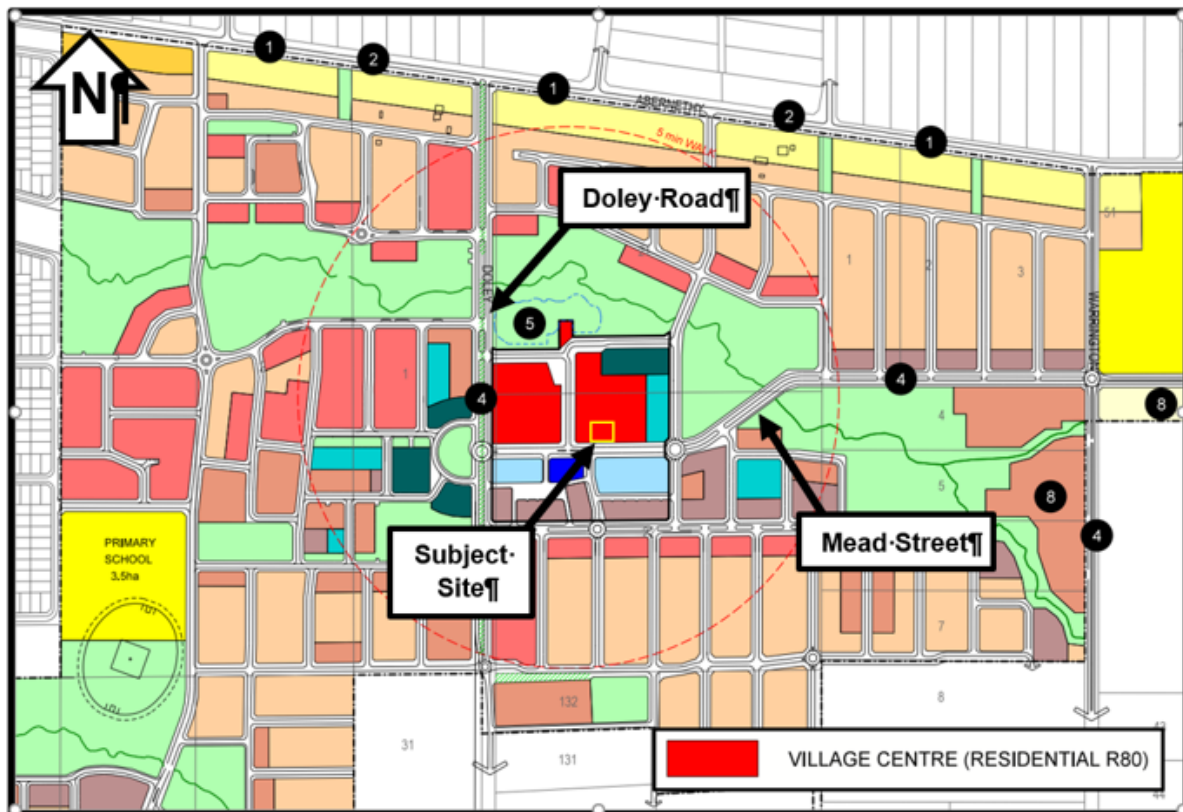 N¶
1
2
1
ABERNETHY
2
1
5 min WALK
Doley·Road¶
51
1
2
3
DOLEY
WARRINGTON
5
1
4
4
4
8
4
5
8
PRIMARY
SCHOOL
3.5ha
Subject·
Site¶
Mead·Street¶
4
7
132
8
31
131
VILLAGE CENTRE (RESIDENTIAL R80)